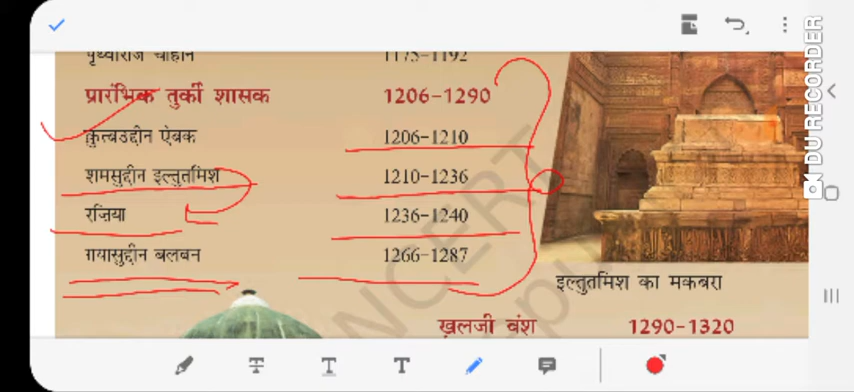 पृथ्वीराज चौहान 1175–1192
प्रारंभिक तुर्की शासक 1206–1290
क़ुत्बउद्दीन ऐबक 1206–1210
शमसुद्दीन इल्तुतमिश 1210–1236
रज़िया 1236–1240
ग़यासुद्दीन बलबन 1266–1287
इल्तुतमिश का मकबरा
ख़लजी वंश 1290–1320
NCERT
DU RECORDER